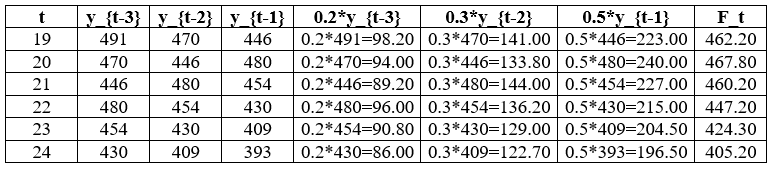 t y_{t-3} y_{t-2} y_{t-1} 0.2*y_{t-3} 0.3*y_{t-2} 0.5*y_{t-1} F_t
19 491 470 446 0.2*491=98.20 0.3*470=141.00 0.5*446=223.00 462.20
20 470 446 480 0.2*470=94.00 0.3*446=133.80 0.5*480=240.00 467.80
21 446 480 454 0.2*446=89.20 0.3*480=144.00 0.5*454=227.00 460.20
22 480 454 430 0.2*480=96.00 0.3*454=136.20 0.5*430=215.00 447.20
23 454 430 409 0.2*454=90.80 0.3*430=129.00 0.5*409=204.50 424.30
24 430 409 393 0.2*430=86.00 0.3*409=122.70 0.5*393=196.50 405.20